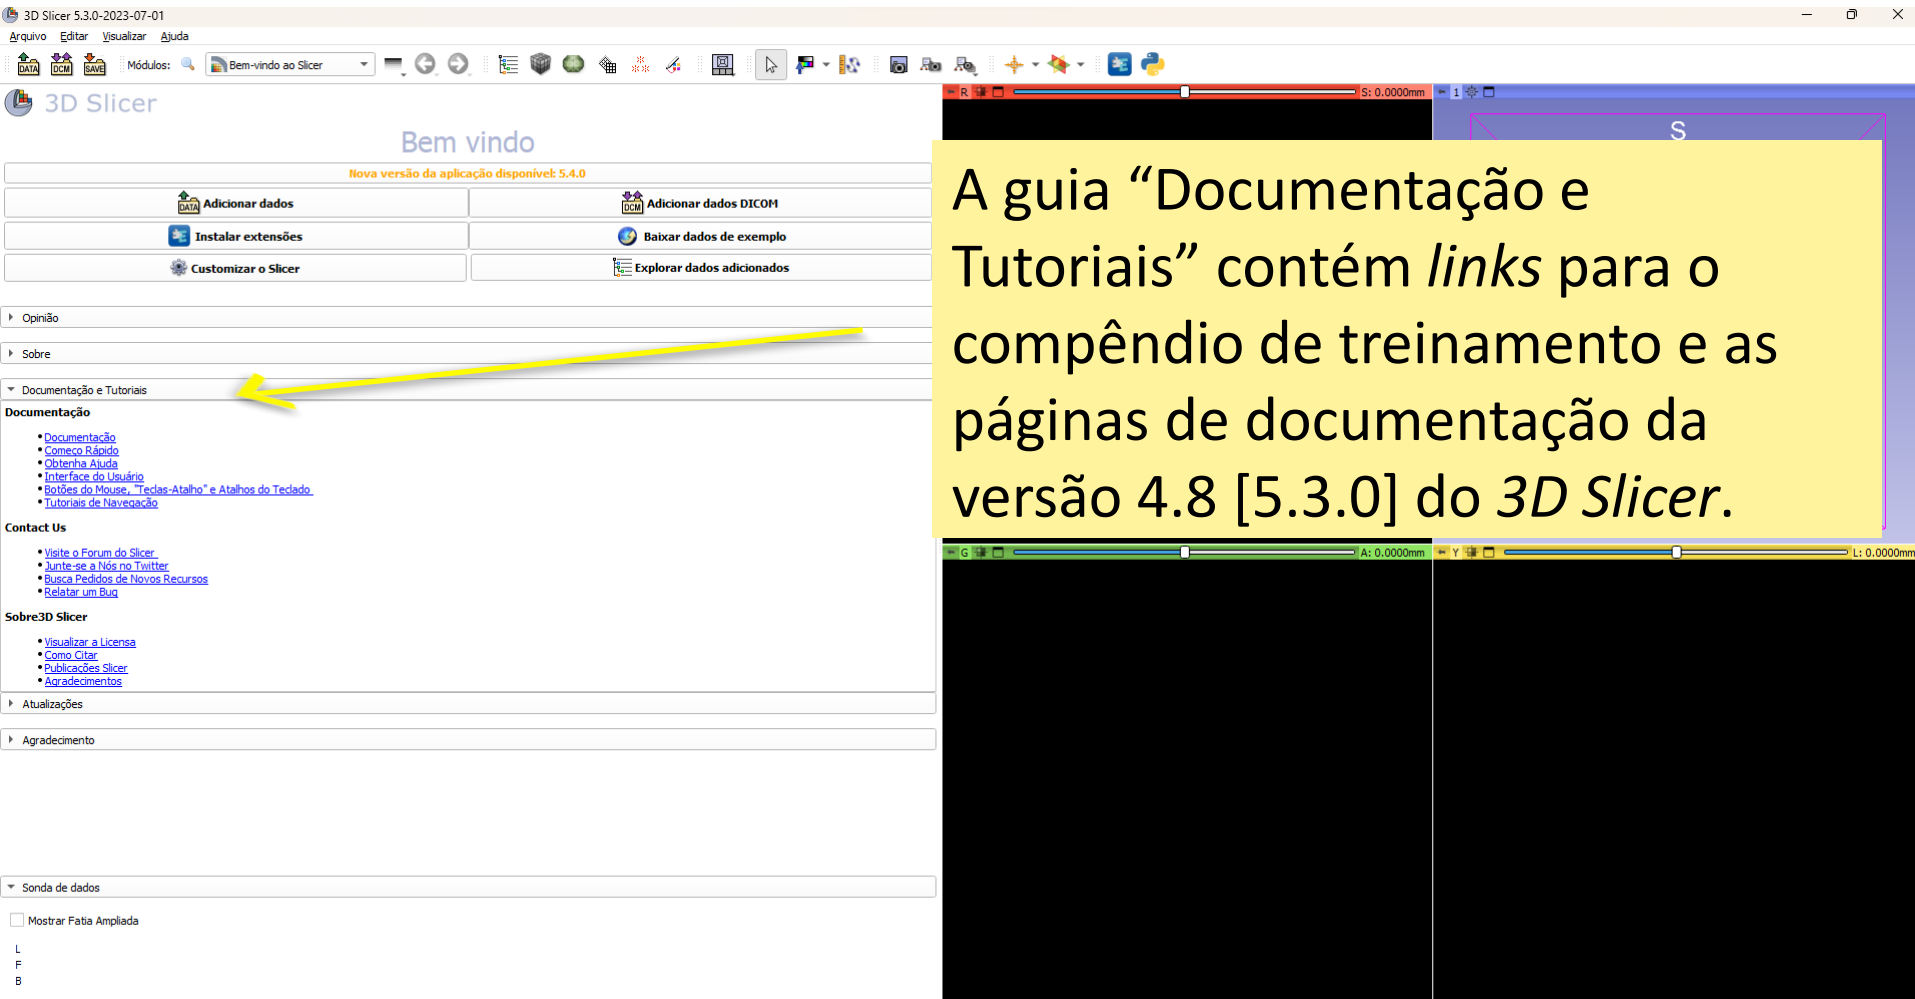 3D Slicer 5.3.0-2023-07-01
Arquivo Editar Visualizar Ajuda
DATA DCM SAVE Módulos: Bem-vindo ao Slicer
3D Slicer
Bem vindo
Nova versão da aplicação disponível: 5.4.0
DATA Adicionar dados
DCM Adicionar dados DICOM
Instalar extensões
Baixar dados de exemplo
Customizar o Slicer
Explorar dados adicionados
Opinião
Sobre
Documentação e Tutoriais
Documentação
Documentação
Começo Rápido
Obtenha Ajuda
Interface do Usuário
Botões do Mouse, "Teclas-Atalho" e Atalhos do Teclado
Tutoriais de Navegação
Contact Us
Visite o Forum do Slicer
Junte-se a Nós no Twitter
Busca Pedidos de Novos Recursos
Relatar um Bug
Sobre3D Slicer
Visualizar a Licensa
Como Citar
Publicações Slicer
Agradecimentos
Atualizações
Agradecimento
Sonda de dados
Mostrar Fatia Ampliada
L
F
B
R S: 0.0000mm
1
S
A guia “Documentação e
Tutoriais” contém links para o
compêndio de treinamento e as
páginas de documentação da
versão 4.8 [5.3.0] do 3D Slicer.
G A: 0.0000mm
Y L: 0.0000mm